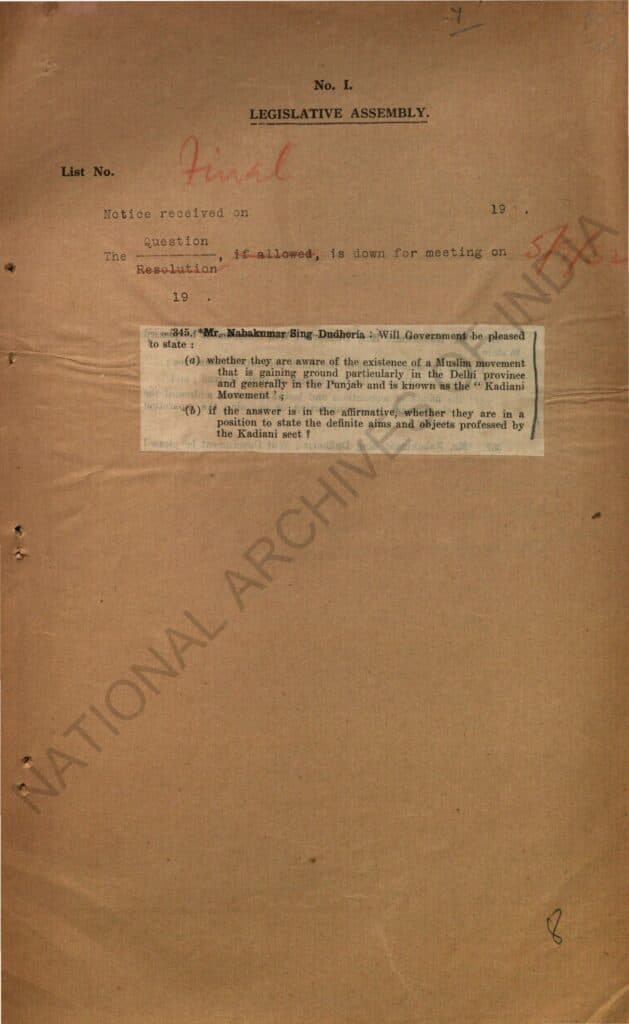 No. I.
LEGISLATIVE ASSEMBLY.
List No. Final
Notice received on 19 .
Question
The , if allowed, is down for meeting on
Resolution
19 .
345. *Mr. Nabakumar Sing Dudhoria : Will Government be pleased
to state :
(a) whether they are aware of the existence of a Muslim movement
that is gaining ground particularly in the Delhi province
and generally in the Punjab and is known as the " Kadiani
Movement ' ;
(b) if the answer is in the affirmative, whether they are in a
position to state the definite aims and objects professed by
the Kadiani sect ?
NATIONAL ARCHIVES OF INDIA
8